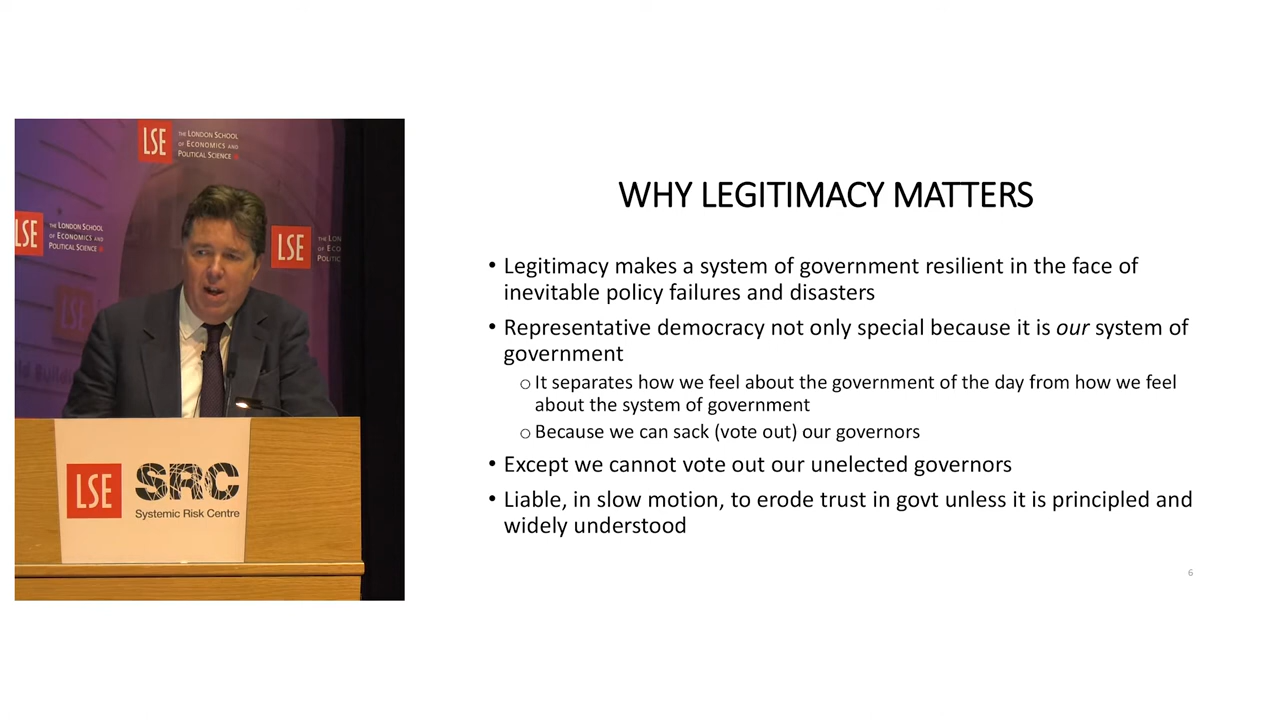 LSE
THE LONDON SCHOOL
OF ECONOMICS AND
POLITICAL SCIENCE
LSE
THE LONDON SCHOOL
OF ECONOMICS AND
POLITICAL SCIENCE
LSE
THE LON
OF ECO
POLITIC
LSE
SRC
Systemic Risk Centre
WHY LEGITIMACY MATTERS
• Legitimacy makes a system of government resilient in the face of
inevitable policy failures and disasters
• Representative democracy not only special because it is our system of
government
o It separates how we feel about the government of the day from how we feel
about the system of government
o Because we can sack (vote out) our governors
• Except we cannot vote out our unelected governors
• Liable, in slow motion, to erode trust in govt unless it is principled and
widely understood
6